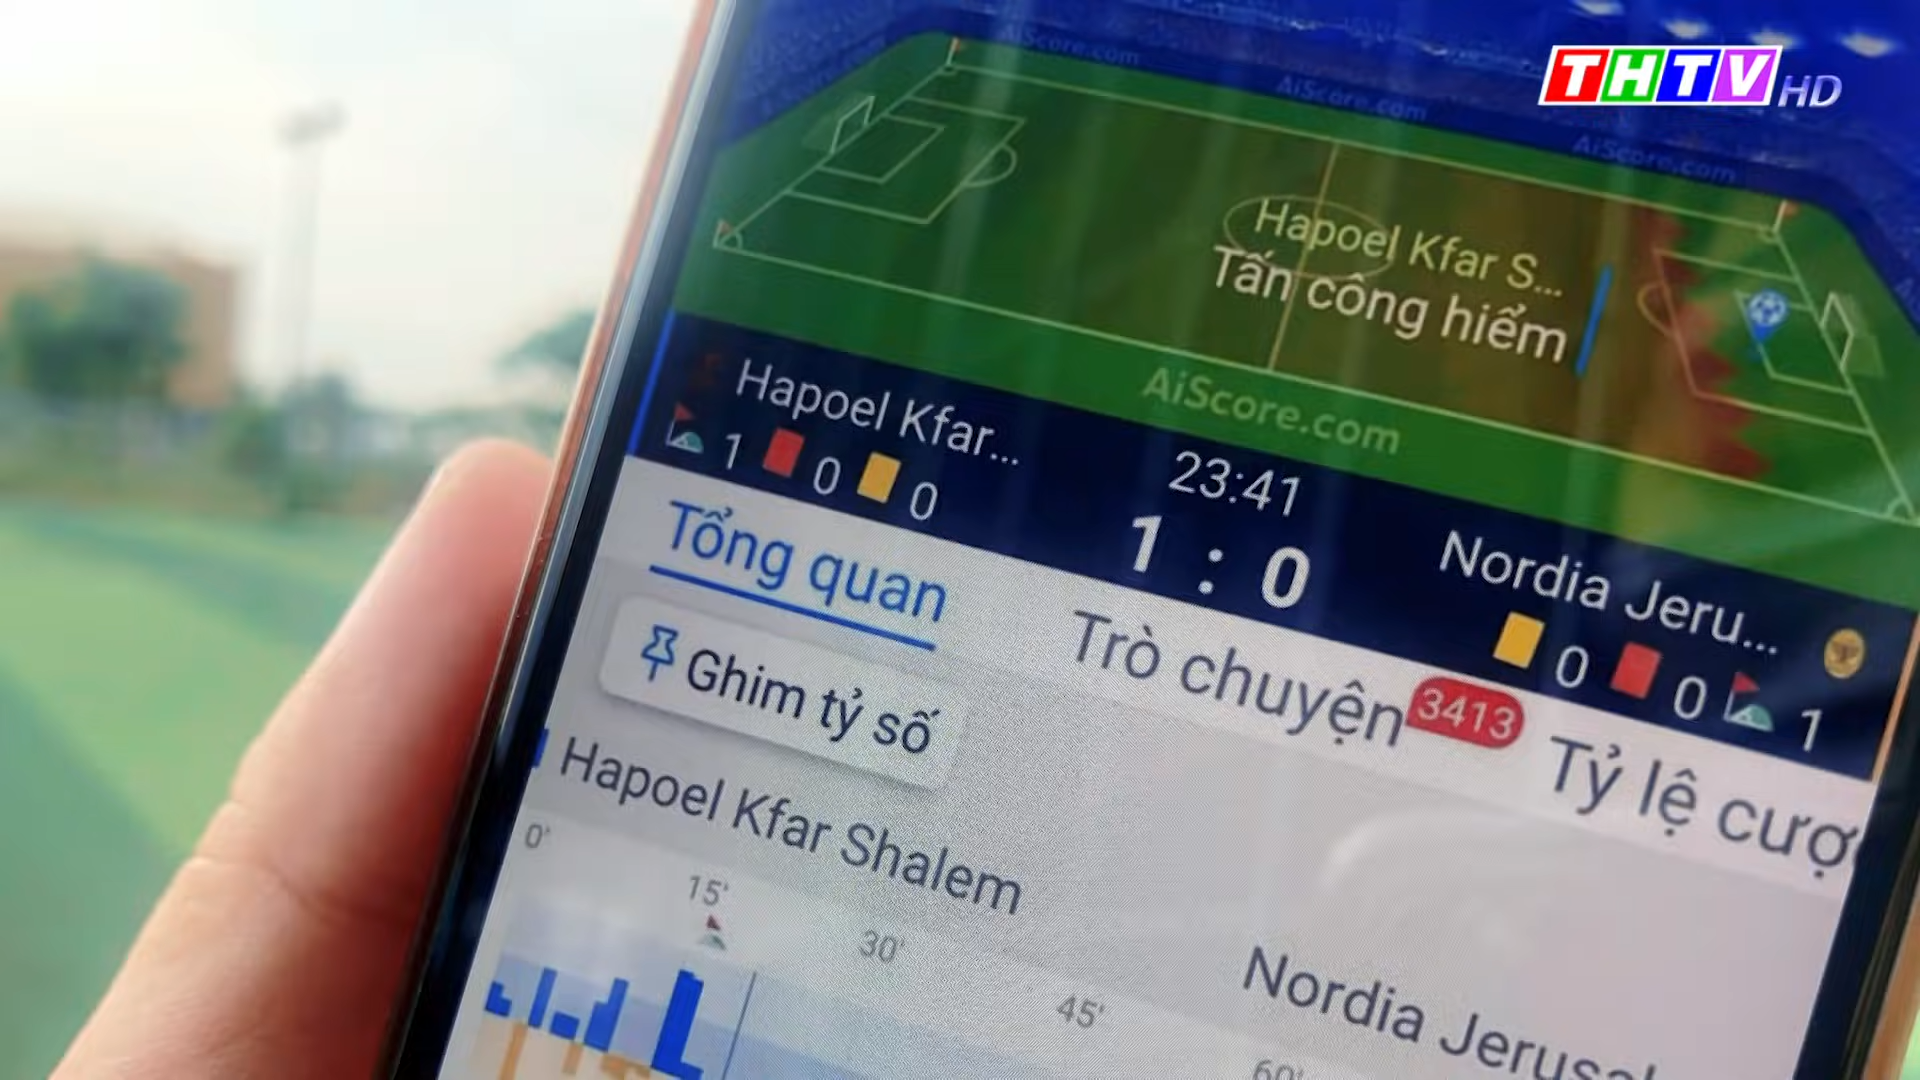 THTV HD
AiScore.com
AiScore.com
AiScore.com
Hapoel Kfar S...
Tấn công hiểm
AiScore.com
Hapoel Kfar...
1 0 0
23:41
1 : 0
Nordia Jeru...
0 0 1
Tổng quan
Trò chuyện 3413
Tỷ lệ cượ
Ghim tỷ số
Hapoel Kfar Shalem
0' 15' 30' 45' 60'
Nordia Jerusal